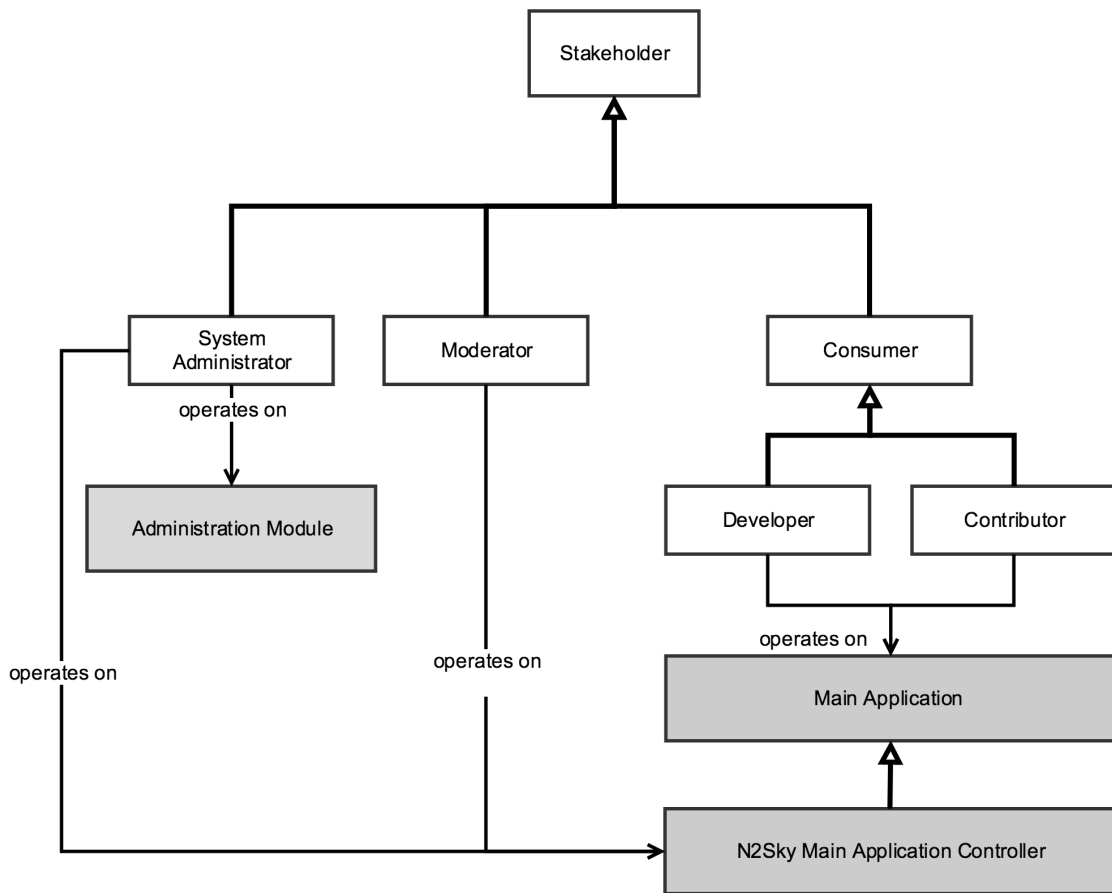 Stakeholder
System
Administrator
Moderator
Consumer
operates on
Administration Module
Developer
Contributor
operates on
operates on
operates on
Main Application
N2Sky Main Application Controller